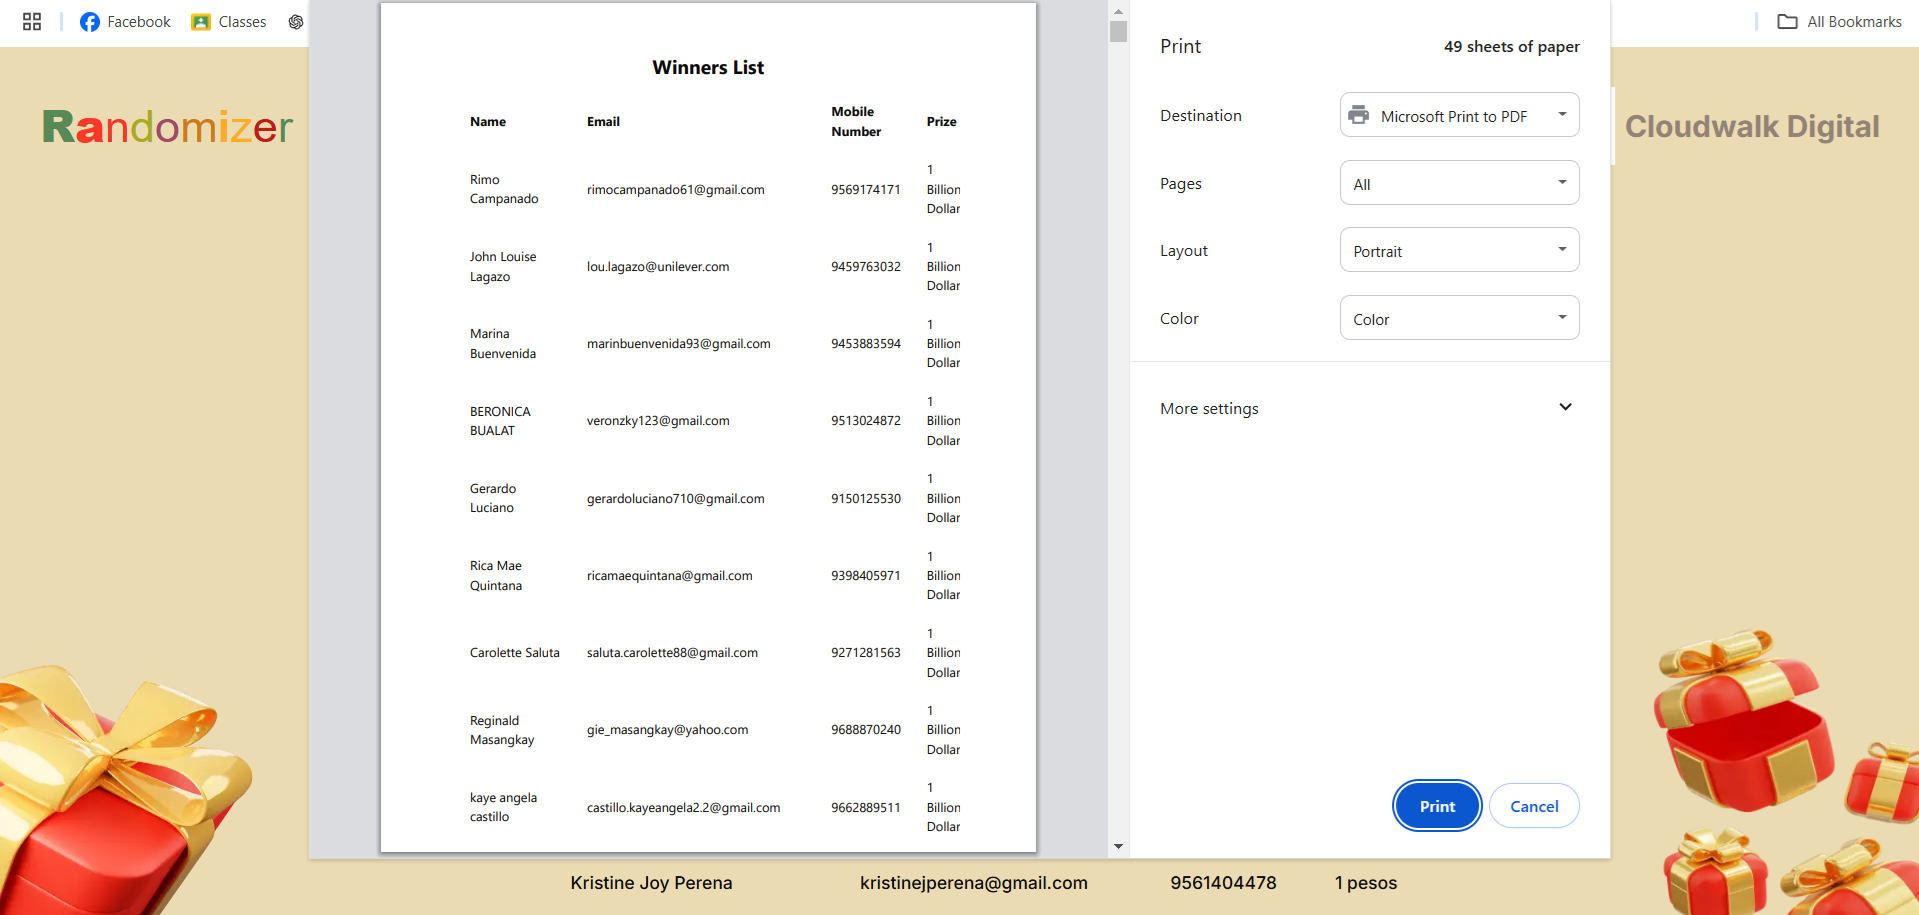 Facebook
Classes
All Bookmarks
Randomizer
Cloudwalk Digital
Winners List
Name Email Mobile Number Prize
Rimo Campanado rimocampanado61@gmail.com 9569174171 1 Billion Dollar
John Louise Lagazo lou.lagazo@unilever.com 9459763032 1 Billion Dollar
Marina Buenvenida marinbuenvenida93@gmail.com 9453883594 1 Billion Dollar
BERONICA BUALAT veronzky123@gmail.com 9513024872 1 Billion Dollar
Gerardo Luciano gerardoluciano710@gmail.com 9150125530 1 Billion Dollar
Rica Mae Quintana ricamaequintana@gmail.com 9398405971 1 Billion Dollar
Carolette Saluta saluta.carolette88@gmail.com 9271281563 1 Billion Dollar
Reginald Masangkay gie_masangkay@yahoo.com 9688870240 1 Billion Dollar
kaye angela castillo castillo.kayeangela2.2@gmail.com 9662889511 1 Billion Dollar
Print 49 sheets of paper
Destination Microsoft Print to PDF
Pages All
Layout Portrait
Color Color
More settings
Print Cancel
Kristine Joy Perena kristinejperena@gmail.com 9561404478 1 pesos